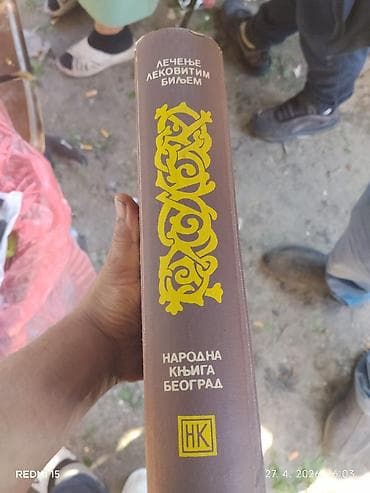 ЛЕЧЕЊЕ
ЛЕКОВИТИМ
БИЉЕМ
НАРОДНА
КЊИГА
БЕОГРАД
НК
REDMI 15
27. 4. 2026 16:03